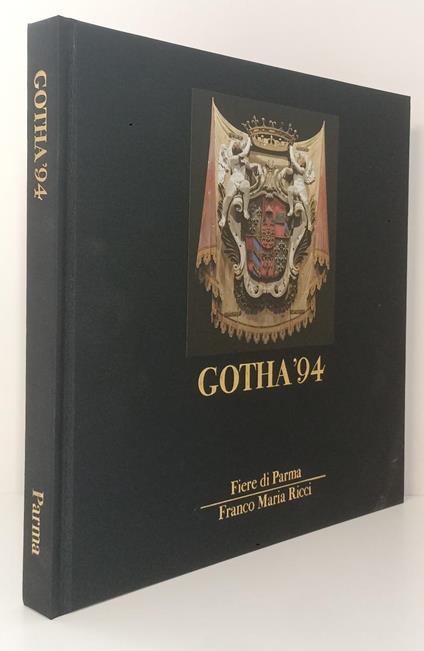 GOTHA'94
Parma
GOTHA'94
Fiere di Parma
Franco Maria Ricci